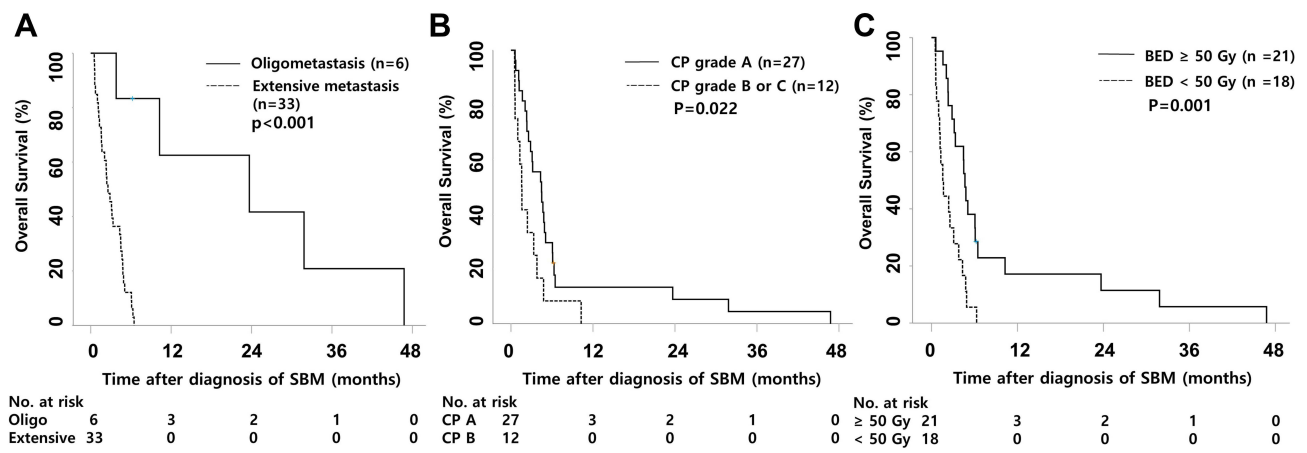 A
Overall Survival (%)
100
80
60
40
20
0
Oligometastasis (n=6)
Extensive metastasis
(n=33)
p<0.001
0 12 24 36 48
Time after diagnosis of SBM (months)
No. at risk
Oligo 6 3 2 1 0
Extensive 33 0 0 0 0
B
Overall Survival (%)
100
80
60
40
20
0
CP grade A (n=27)
CP grade B or C (n=12)
P=0.022
0 12 24 36 48
Time after diagnosis of SBM (months)
No. at risk
CP A 27 3 2 1 0
CP B 12 0 0 0 0
C
Overall Survival (%)
100
80
60
40
20
0
BED ≥ 50 Gy (n =21)
BED < 50 Gy (n =18)
P=0.001
0 12 24 36 48
Time after diagnosis of SBM (months)
No. at risk
≥ 50 Gy 21 3 2 1 0
< 50 Gy 18 0 0 0 0